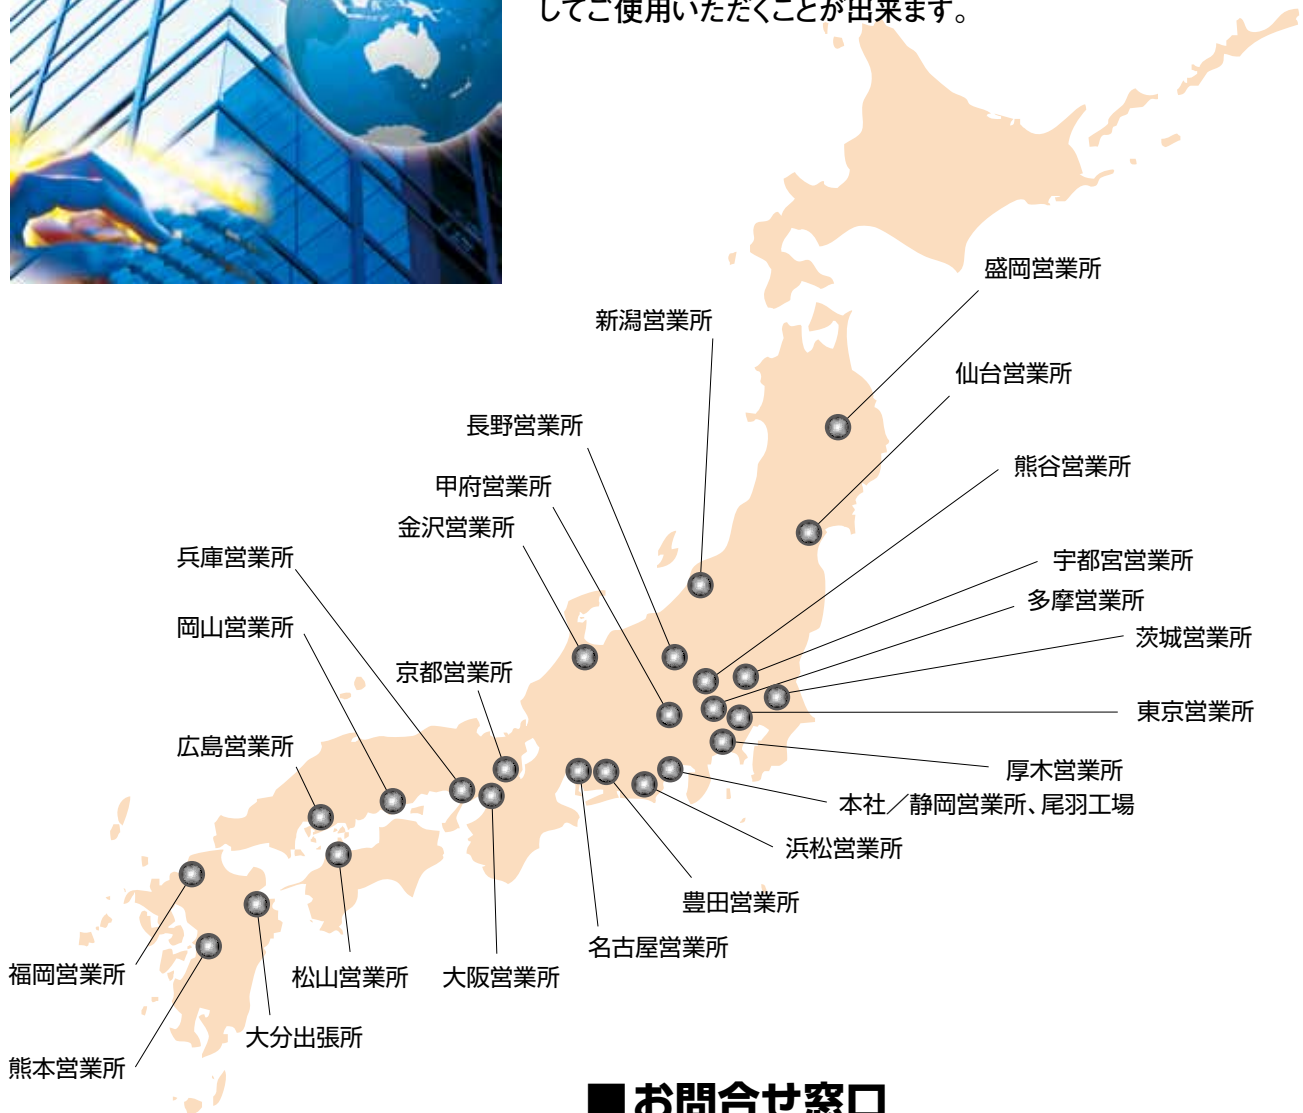 してご使用いただくことが出来ます。
盛岡営業所
新潟営業所
仙台営業所
長野営業所
熊谷営業所
甲府営業所
金沢営業所
兵庫営業所
宇都宮営業所
多摩営業所
岡山営業所
茨城営業所
京都営業所
東京営業所
広島営業所
厚木営業所
本社／静岡営業所、尾羽工場
浜松営業所
豊田営業所
名古屋営業所
福岡営業所
松山営業所
大阪営業所
大分出張所
熊本営業所
■お問合せ窓口